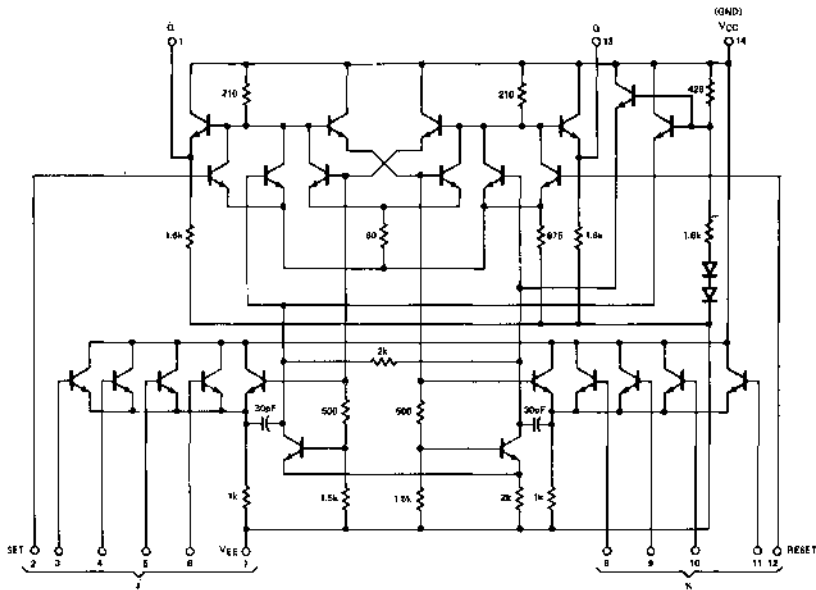 (GND)
Q̄ Q VCC
1 13 14
210 210 428
1.6k 60 675 1.6k 1.6k
2k
500 500
30pF 30pF
1k 1.5k 1.5k 2k 1k
SET VEE RESET
2 3 4 5 6 7 8 9 10 11 12
J K